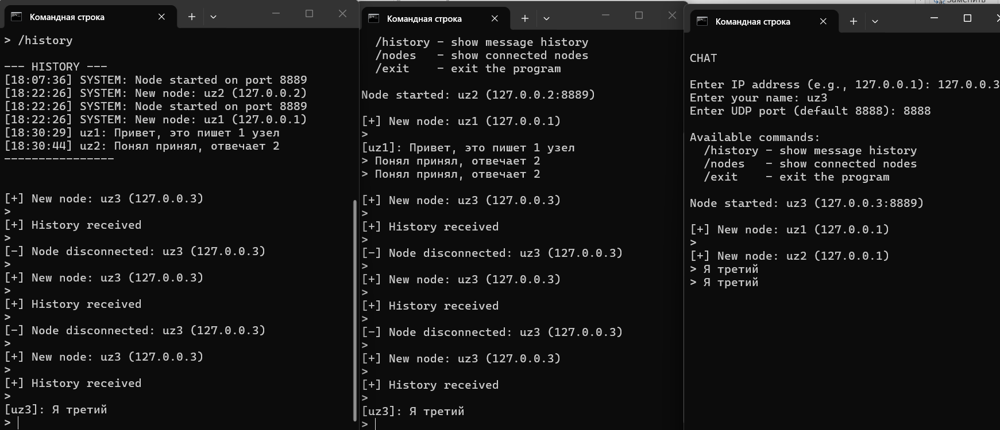 Заменить
Командная строка
> /history
--- HISTORY ---
[18:07:36] SYSTEM: Node started on port 8889
[18:22:26] SYSTEM: New node: uz2 (127.0.0.2)
[18:22:26] SYSTEM: Node started on port 8889
[18:22:26] SYSTEM: New node: uz1 (127.0.0.1)
[18:30:29] uz1: Привет, это пишет 1 узел
[18:30:44] uz2: Понял принял, отвечает 2
----------------
[+] New node: uz3 (127.0.0.3)
>
[+] History received
>
[-] Node disconnected: uz3 (127.0.0.3)
>
[+] New node: uz3 (127.0.0.3)
>
[+] History received
>
[-] Node disconnected: uz3 (127.0.0.3)
>
[+] New node: uz3 (127.0.0.3)
>
[+] History received
>
[uz3]: Я третий
>
Командная строка
/history - show message history
/nodes   - show connected nodes
/exit    - exit the program
Node started: uz2 (127.0.0.2:8889)
[+] New node: uz1 (127.0.0.1)
>
[uz1]: Привет, это пишет 1 узел
> Понял принял, отвечает 2
> Понял принял, отвечает 2
[+] New node: uz3 (127.0.0.3)
>
[+] History received
>
[-] Node disconnected: uz3 (127.0.0.3)
>
[+] New node: uz3 (127.0.0.3)
>
[+] History received
>
[-] Node disconnected: uz3 (127.0.0.3)
>
[+] New node: uz3 (127.0.0.3)
>
[+] History received
>
[uz3]: Я третий
>
Командная строка
CHAT
Enter IP address (e.g., 127.0.0.1): 127.0.0.3
Enter your name: uz3
Enter UDP port (default 8888): 8888
Available commands:
/history - show message history
/nodes   - show connected nodes
/exit    - exit the program
Node started: uz3 (127.0.0.3:8889)
[+] New node: uz1 (127.0.0.1)
>
[+] New node: uz2 (127.0.0.1)
> Я третий
> Я третий